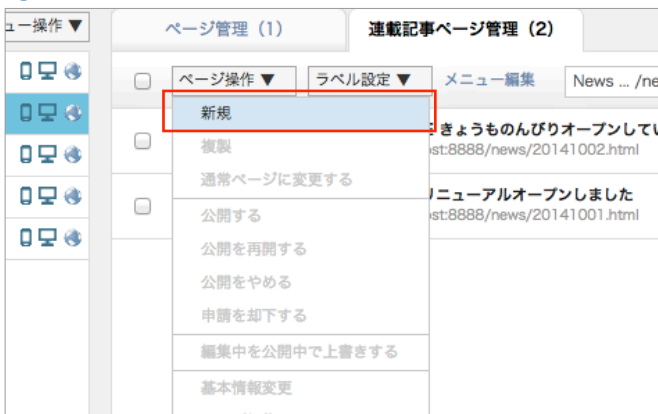 ュー操作 ▼
ページ管理（1）
連載記事ページ管理（2）
ページ操作 ▼
ラベル設定 ▼
メニュー編集
News ... /ne
新規
きょうものんびりオープンしてい
複製
ost:8888/news/20141002.html
通常ページに変更する
リニューアルオープンしました
公開する
ost:8888/news/20141001.html
公開を再開する
公開をやめる
申請を却下する
編集中を公開中で上書きする
基本情報変更